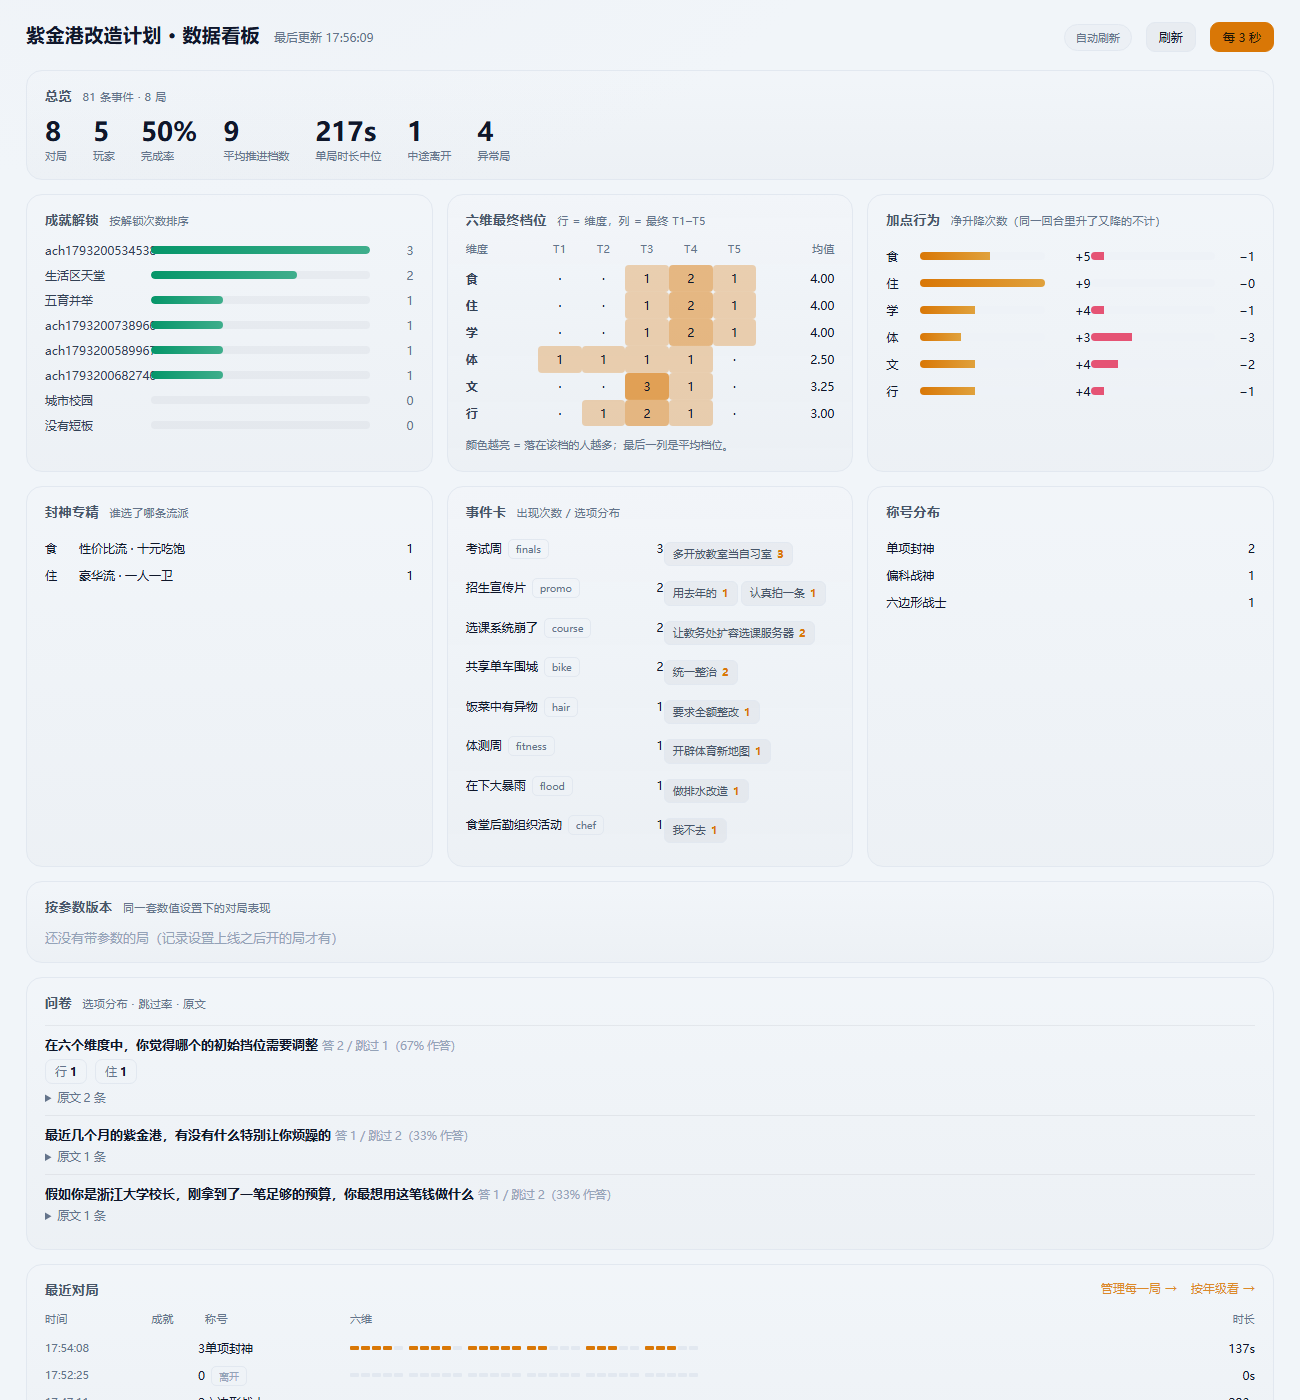 紫金港改造计划 · 数据看板 最后更新 17:56:09 自动刷新 刷新 每 3 秒
总览 81 条事件 · 8 局
8 5 50% 9 217s 1 4
对局 玩家 完成率 平均推进档数 单局时长中位 中途离开 异常局
成就解锁 按解锁次数排序
生活区天堂 2
五育并举 1
城市校园 0
没有短板 0
六维最终档位 行 = 维度，列 = 最终 T1–T5
维度 T1 T2 T3 T4 T5 均值
食 · · 1 2 1 4.00
住 · · 1 2 1 4.00
学 · · 1 2 1 4.00
体 1 1 1 1 · 2.50
文 · · 3 1 · 3.25
行 · 1 2 1 · 3.00
颜色越亮 = 落在该档的人越多；最后一列是平均档位。
加点行为 净升降次数（同一回合里升了又降的不计）
食 +5 −1
住 +9 −0
学 +4 −1
体 +3 −3
文 +4 −2
行 +4 −1
封神专精 谁选了哪条流派
食 性价比流 · 十元吃饱 1
住 豪华流 · 一人一卫 1
事件卡 出现次数 / 选项分布
考试周 finals 3 多开放教室当自习室 3
招生宣传片 promo 2 用去年的 1 认真拍一条 1
选课系统崩了 course 2 让教务处扩容选课服务器 2
共享单车围城 bike 2 统一整治 2
饭菜中有异物 hair 1 要求全额整改 1
体测周 fitness 1 开辟体育新地图 1
在下大暴雨 flood 1 做排水改造 1
食堂后勤组织活动 chef 1 我不去 1
称号分布
单项封神 2
偏科战神 1
六边形战士 1
按参数版本 同一套数值设置下的对局表现
还没有带参数的局（记录设置上线之后开的局才有）
问卷 选项分布 · 跳过率 · 原文
在六个维度中，你觉得哪个的初始挡位需要调整 答 2 / 跳过 1（67% 作答）
行 1 住 1
▶ 原文 2 条
最近几个月的紫金港，有没有什么特别让你烦躁的 答 1 / 跳过 2（33% 作答）
▶ 原文 1 条
假如你是浙江大学校长，刚拿到了一笔足够的预算，你最想用这笔钱做什么 答 1 / 跳过 2（33% 作答）
▶ 原文 1 条
最近对局 管理每一局 → 按年级看 →
时间 成就 称号 六维 时长
17:54:08 3 单项封神 137s
17:52:25 0 离开 0s